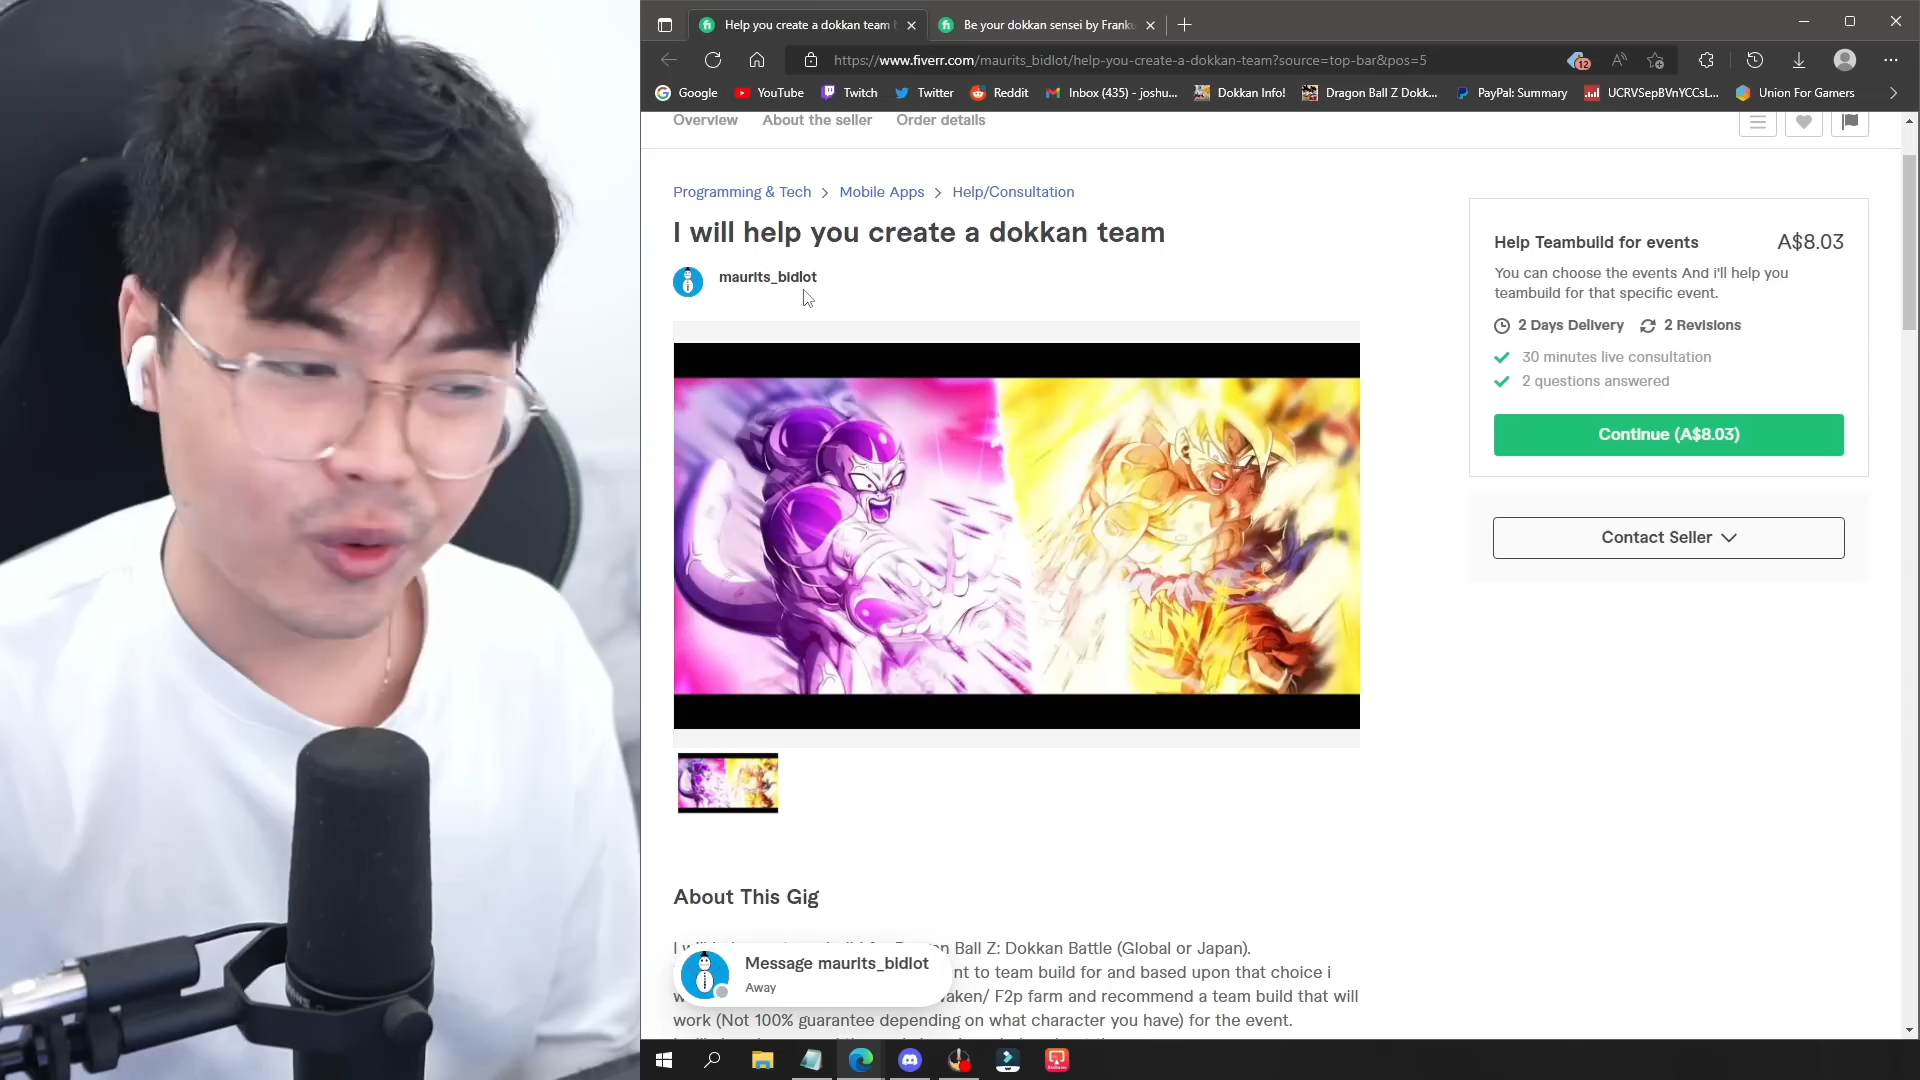 Help you create a dokkan team
Be your dokkan sensei by Franku
https://www.fiverr.com/maurits_bidlot/help-you-create-a-dokkan-team?source=top-bar&pos=5
12
Google YouTube Twitch Twitter Reddit Inbox (435) - joshu... Dokkan Info! Dragon Ball Z Dokk... PayPal: Summary UCRVSepBVnYCCsL... Union For Gamers
Overview About the seller Order details
Programming & Tech > Mobile Apps > Help/Consultation
I will help you create a dokkan team
maurits_bidlot
Help Teambuild for events A$8.03
You can choose the events And i'll help you
teambuild for that specific event.
2 Days Delivery 2 Revisions
30 minutes live consultation
2 questions answered
Continue (A$8.03)
Contact Seller
About This Gig
n Ball Z: Dokkan Battle (Global or Japan).
nt to team build for and based upon that choice i
aken/ F2p farm and recommend a team build that will
work (Not 100% guarantee depending on what character you have) for the event.
Message maurits_bidlot
Away